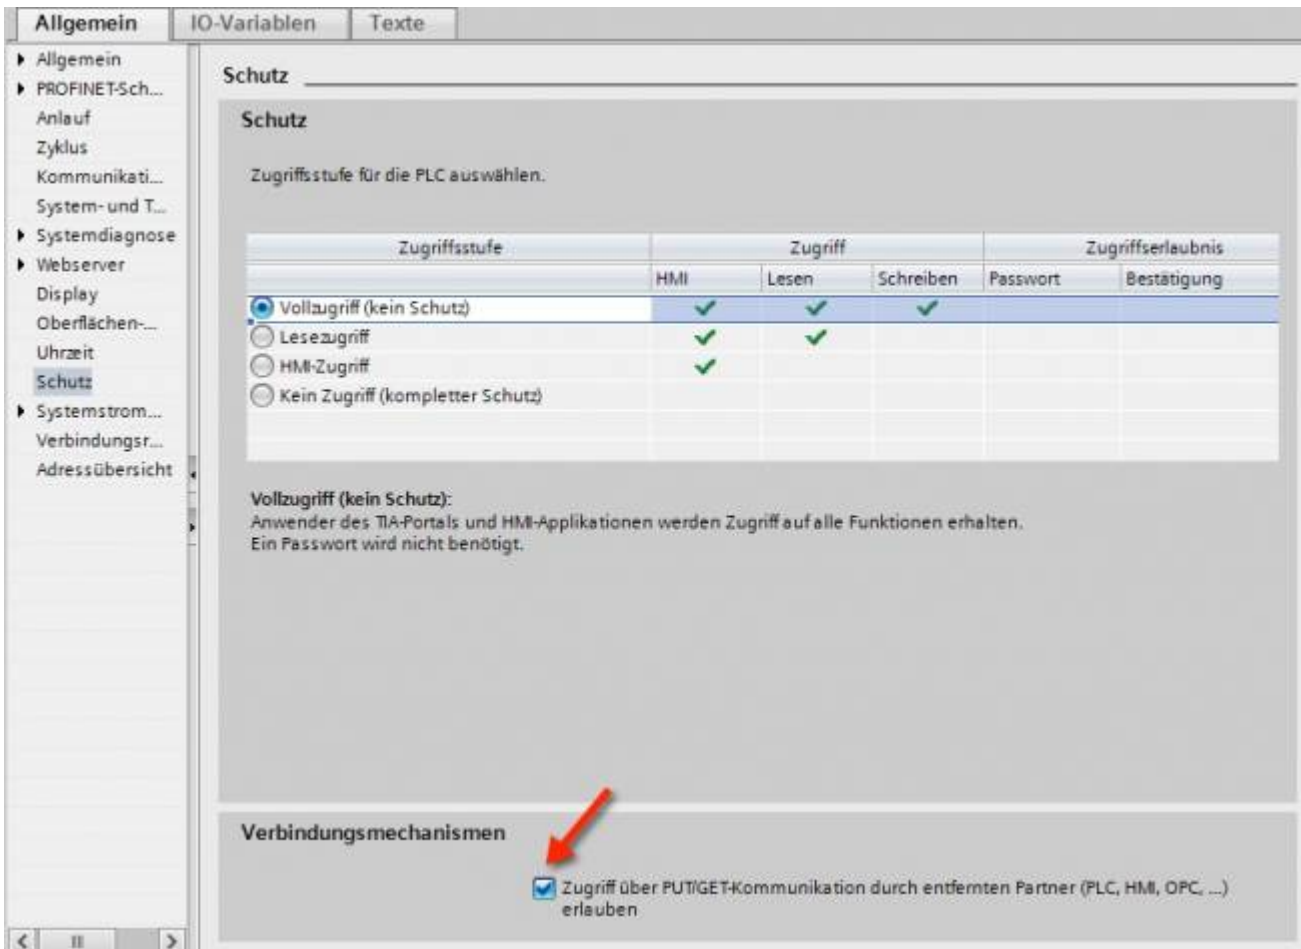 Allgemein IO-Variablen Texte
Allgemein
PROFINET-Sch...
Anlauf
Zyklus
Kommunikati...
System- und T...
Systemdiagnose
Webserver
Display
Oberflächen-...
Uhrzeit
Schutz
Systemstrom...
Verbindungsr...
Adressübersicht
Schutz
Schutz
Zugriffsstufe für die PLC auswählen.
Zugriffsstufe Zugriff Zugriffserlaubnis
HMI Lesen Schreiben Passwort Bestätigung
Vollzugriff (kein Schutz)
Lesezugriff
HMI-Zugriff
Kein Zugriff (kompletter Schutz)
Vollzugriff (kein Schutz):
Anwender des TIA-Portals und HMI-Applikationen werden Zugriff auf alle Funktionen erhalten.
Ein Passwort wird nicht benötigt.
Verbindungsmechanismen
Zugriff über PUT/GET-Kommunikation durch entfernten Partner (PLC, HMI, OPC, ...)
erlauben